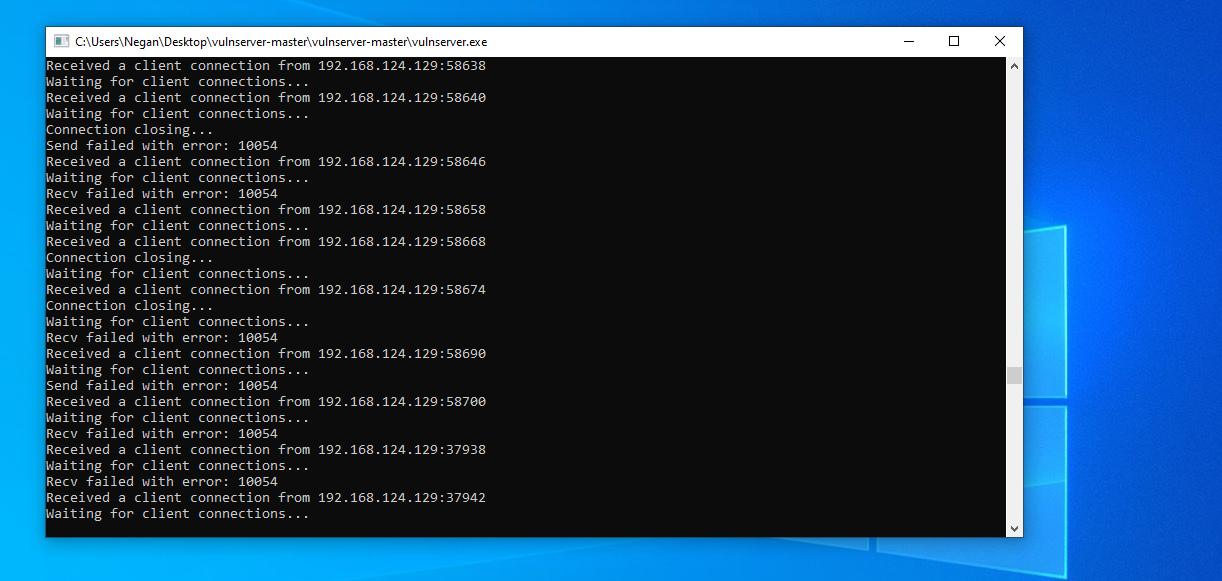 C:\Users\Negan\Desktop\vulnserver-master\vulnserver-master\vulnserver.exe
Received a client connection from 192.168.124.129:58638
Waiting for client connections...
Received a client connection from 192.168.124.129:58640
Waiting for client connections...
Connection closing...
Send failed with error: 10054
Received a client connection from 192.168.124.129:58646
Waiting for client connections...
Recv failed with error: 10054
Received a client connection from 192.168.124.129:58658
Waiting for client connections...
Received a client connection from 192.168.124.129:58668
Connection closing...
Waiting for client connections...
Received a client connection from 192.168.124.129:58674
Connection closing...
Waiting for client connections...
Recv failed with error: 10054
Received a client connection from 192.168.124.129:58690
Waiting for client connections...
Send failed with error: 10054
Received a client connection from 192.168.124.129:58700
Waiting for client connections...
Recv failed with error: 10054
Received a client connection from 192.168.124.129:37938
Waiting for client connections...
Recv failed with error: 10054
Received a client connection from 192.168.124.129:37942
Waiting for client connections...